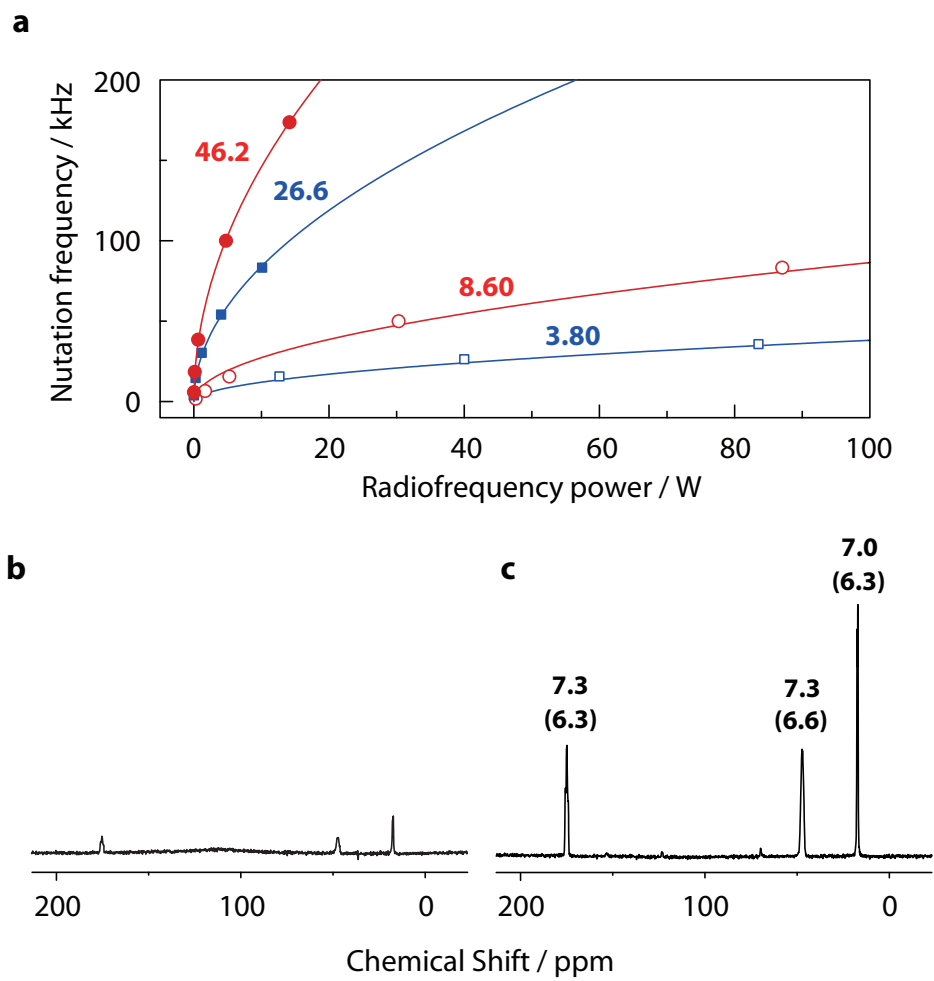 a
200
100
0
Nutation frequency / kHz
46.2
26.6
8.60
3.80
0 20 40 60 80 100
Radiofrequency power / W
b
200 100 0
c
7.3
(6.3)
7.3
(6.6)
7.0
(6.3)
200 100 0
Chemical Shift / ppm